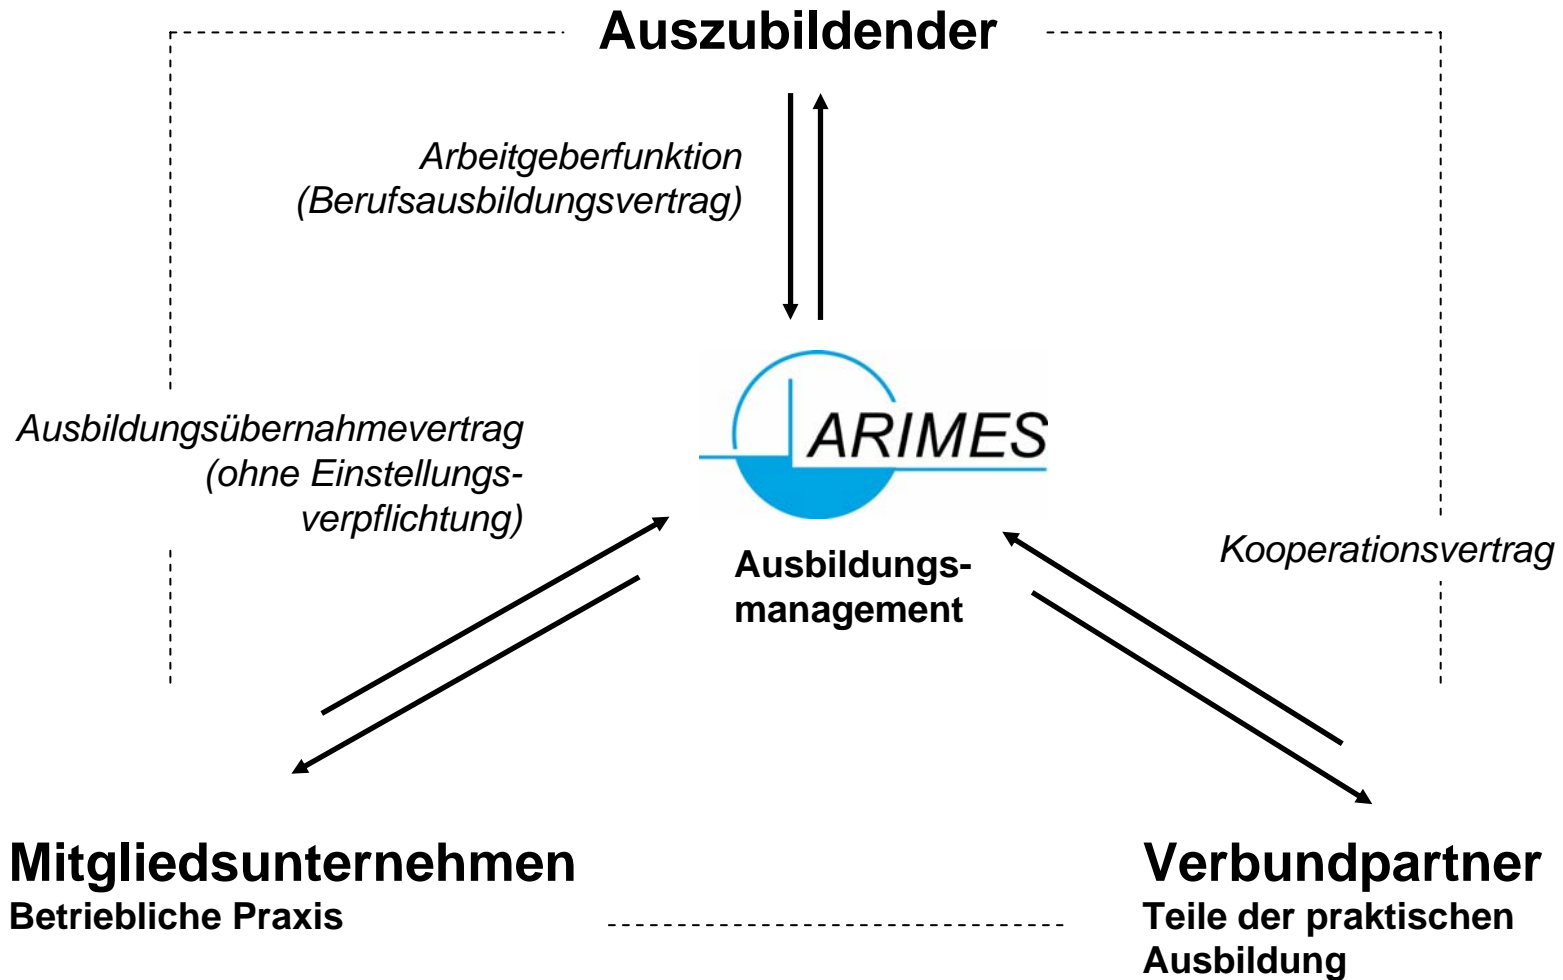 Auszubildender
Arbeitgeberfunktion
(Berufsausbildungsvertrag)
ARIMES
Ausbildungsübernahmevertrag
(ohne Einstellungs-
verpflichtung)
Ausbildungs-
management
Kooperationsvertrag
Mitgliedsunternehmen
Betriebliche Praxis
Verbundpartner
Teile der praktischen
Ausbildung